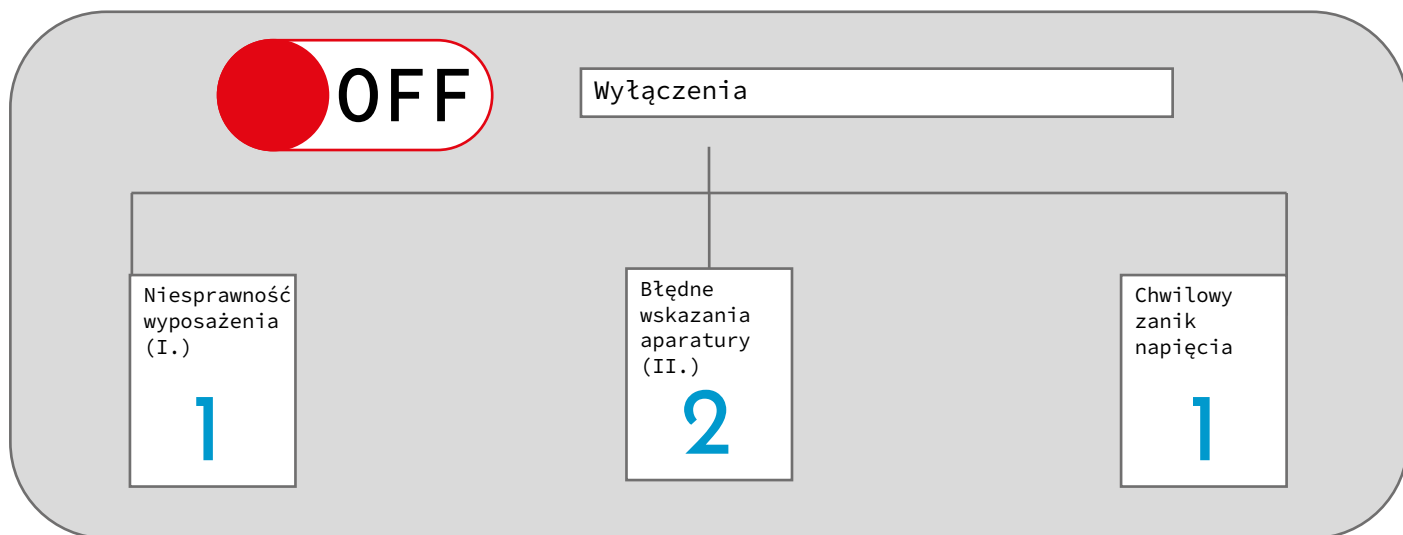 OFF
Wyłączenia
Niesprawność
wyposażenia
(I.)
1
Błędne
wskazania
aparatury
(II.)
2
Chwilowy
zanik
napięcia
1